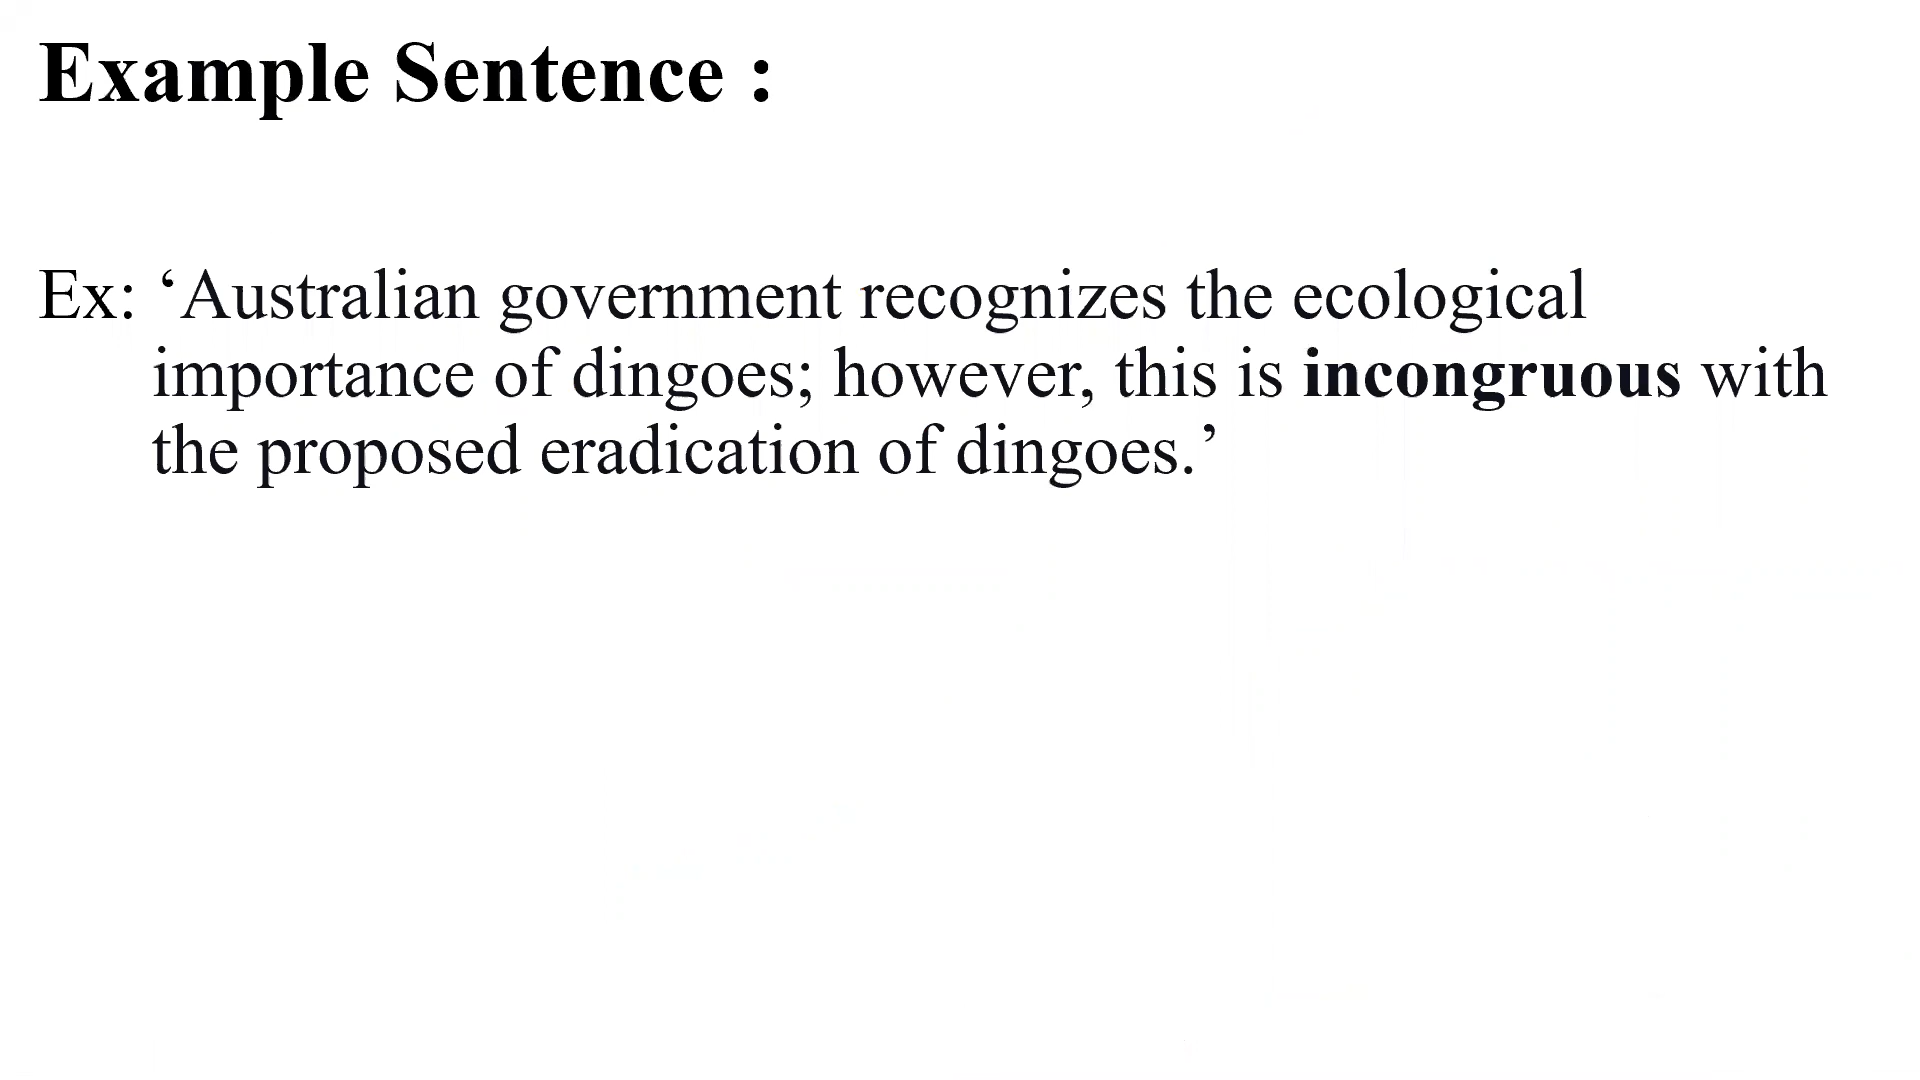 Example Sentence :
Ex: ‘Australian government recognizes the ecological
importance of dingoes; however, this is incongruous with
the proposed eradication of dingoes.’